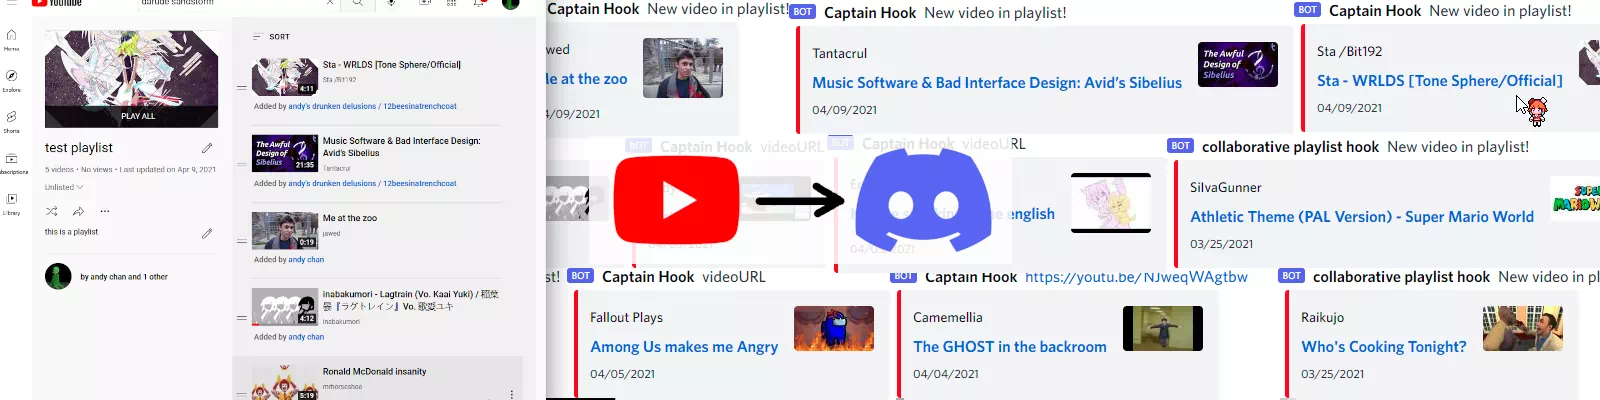 YouTube
darude sandstorm
Home
Explore
Shorts
Library
PLAY ALL
test playlist
5 videos • No views • Last updated on Apr 9, 2021
Unlisted
this is a playlist
by andy chan and 1 other
SORT
Sta - WRLDS [Tone Sphere/Official]
Sta /Bit192
4:11
Added by andy's drunken delusions / 12beesinatrenchcoat
The Awful
Design of
Sibelius
21:35
Music Software & Bad Interface Design:
Avid's Sibelius
Tantacrul
Added by andy's drunken delusions / 12beesinatrenchcoat
Me at the zoo
jawed
0:19
Added by andy chan
inabakumori - Lagtrain (Vo. Kaai Yuki) / 稲葉
曇『ラグトレイン』Vo. 歌愛ユキ
inabakumori
4:12
Added by andy chan
Ronald McDonald insanity
mrhorseshoe
5:19
Captain Hook New video in playlist!
wed
e at the zoo
/09/2021
BOT Captain Hook New video in playlist!
Tantacrul
Music Software & Bad Interface Design: Avid's Sibelius
04/09/2021
The Awful
Design of
Sibelius
BOT Captain Hook New video in playlist!
Sta /Bit192
Sta - WRLDS [Tone Sphere/Official]
04/09/2021
BOT Captain Hook videoURL
BOT Captain Hook videoURL
english
BOT collaborative playlist hook New video in playlist!
SilvaGunner
Athletic Theme (PAL Version) - Super Mario World
03/25/2021
st! BOT Captain Hook videoURL
Fallout Plays
Among Us makes me Angry
04/05/2021
BOT Captain Hook https://youtu.be/NJweqWAgtbw
Camemellia
The GHOST in the backroom
04/04/2021
BOT collaborative playlist hook New video in pl
Raikujo
Who's Cooking Tonight?
03/25/2021